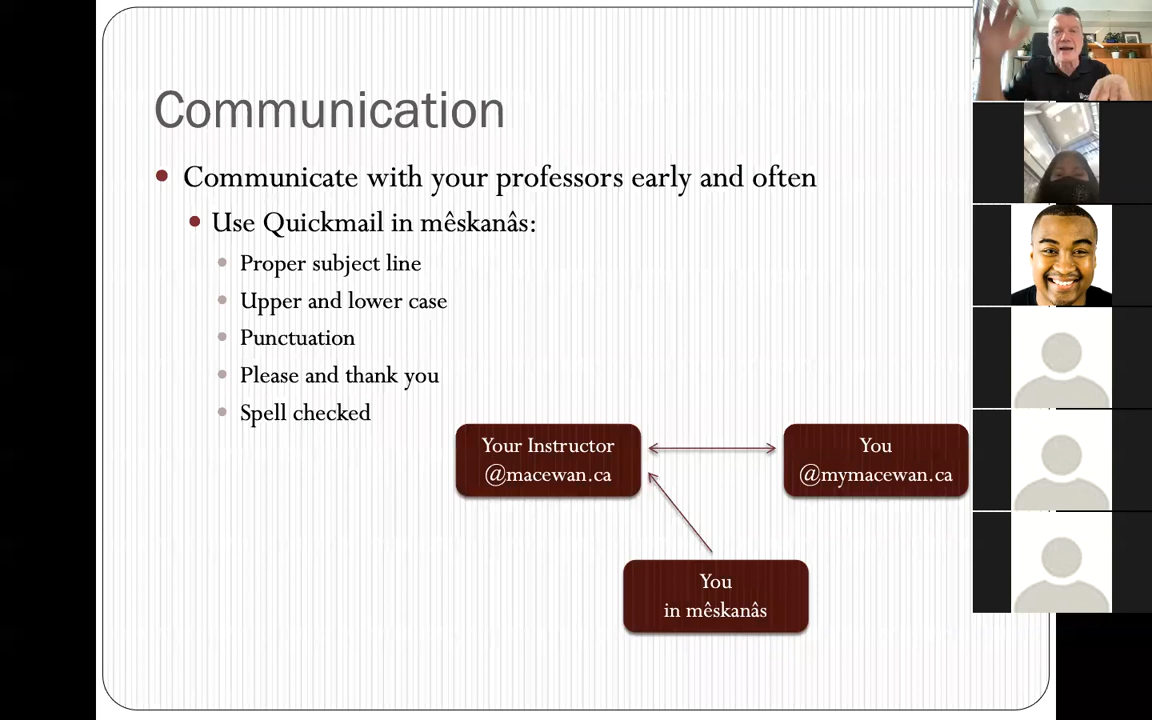 Communication
Communicate with your professors early and often
Use Quickmail in mêskanâs:
Proper subject line
Upper and lower case
Punctuation
Please and thank you
Spell checked
Your Instructor
@macewan.ca
You
@mymacewan.ca
You
in mêskanâs